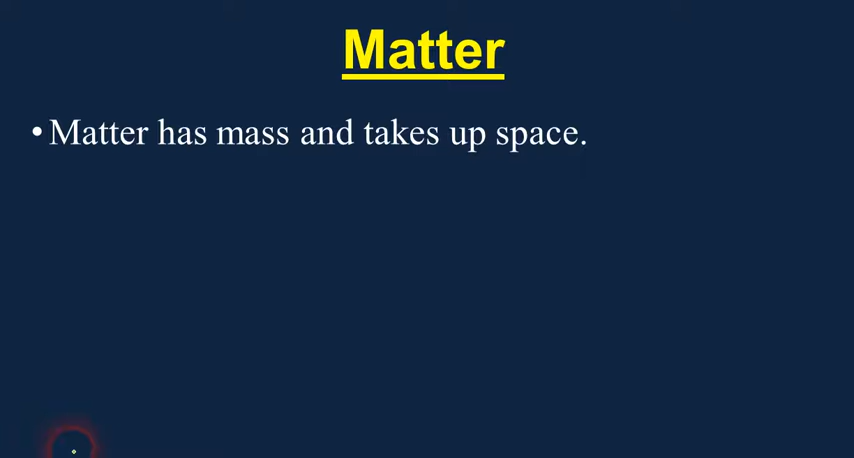 Matter
• Matter has mass and takes up space.